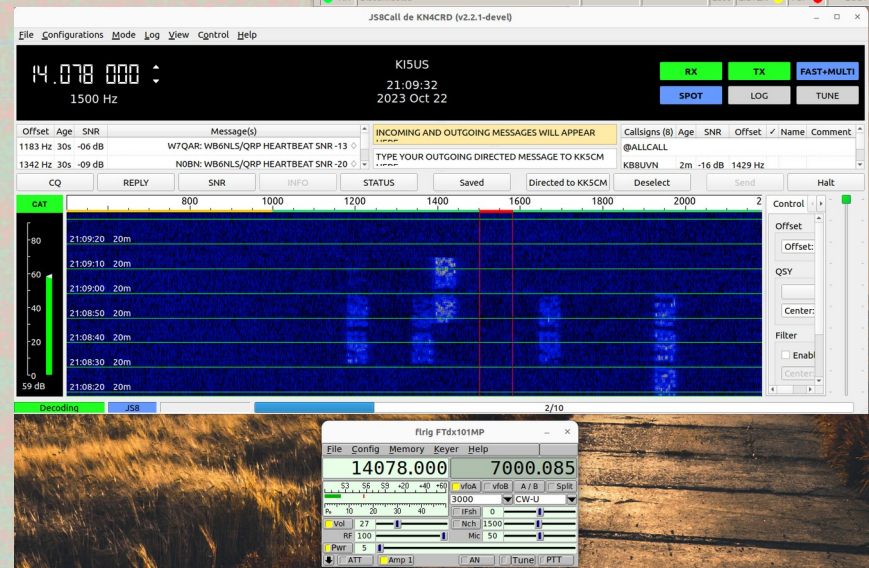 JS8Call de KN4CRD (v2.2.1-devel)
File Configurations Mode Log View Control Help
14.078 000
1500 Hz
KI5US
21:09:32
2023 Oct 22
RX TX FAST+MULTI
SPOT LOG TUNE
Offset Age SNR Message(s)
1183 Hz 30s -06 dB W7QAR: WB6NLS/QRP HEARTBEAT SNR -13 ♢
1342 Hz 30s -09 dB N0BN: WB6NLS/QRP HEARTBEAT SNR -20 ♢
INCOMING AND OUTGOING MESSAGES WILL APPEAR
TYPE YOUR OUTGOING DIRECTED MESSAGE TO KK5CM
Callsigns (8) Age SNR Offset ✓ Name Comment
@ALLCALL
KB8UVN 2m -16 dB 1429 Hz
CQ REPLY SNR INFO STATUS Saved Directed to KK5CM Deselect Send Halt
CAT
800 1000 1200 1400 1600 1800 2000 2
-80
-60
-40
-20
-0
59 dB
21:09:20 20m
21:09:10 20m
21:09:00 20m
21:08:50 20m
21:08:40 20m
21:08:30 20m
21:08:20 20m
Control
Offset
Offset:
QSY
Center:
Filter
Enabl
Center:
Decoding JS8 2/10
flrig FTdx101MP
File Config Memory Keyer Help
14078.000 7000.085
S3 S6 S9 +20 +40 +60
vfoA vfoB A / B Split
3000 CW-U
Po 10 20 30 40
IFsh 0
Vol 27 Nch 1500
RF 100 Mic 50
Pwr 5
ATT Amp 1 AN Tune PTT